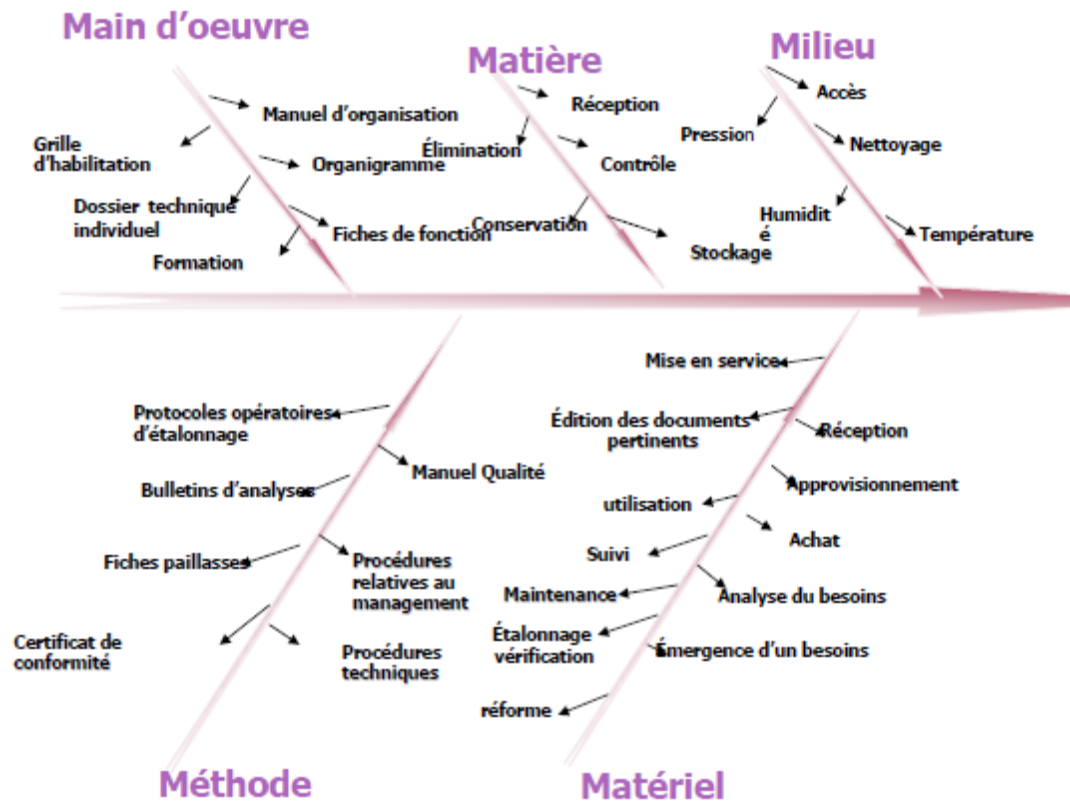 Main d'oeuvre
Matière
Milieu
Manuel d'organisation
Grille
d'habilitation
Organigramme
Dossier technique
individuel
Fiches de fonction
Formation
Réception
Élimination
Contrôle
Conservation
Stockage
Accès
Pression
Nettoyage
Humidit
é
Température
Protocoles opératoires
d'étalonnage
Manuel Qualité
Bulletins d'analyses
Fiches paillasses
Procédures
relatives au
management
Certificat de
conformité
Procédures
techniques
Mise en service
Édition des documents
pertinents
Réception
Approvisionnement
utilisation
Achat
Suivi
Maintenance
Analyse du besoins
Étalonnage
vérification
Émergence d'un besoins
réforme
Méthode
Matériel